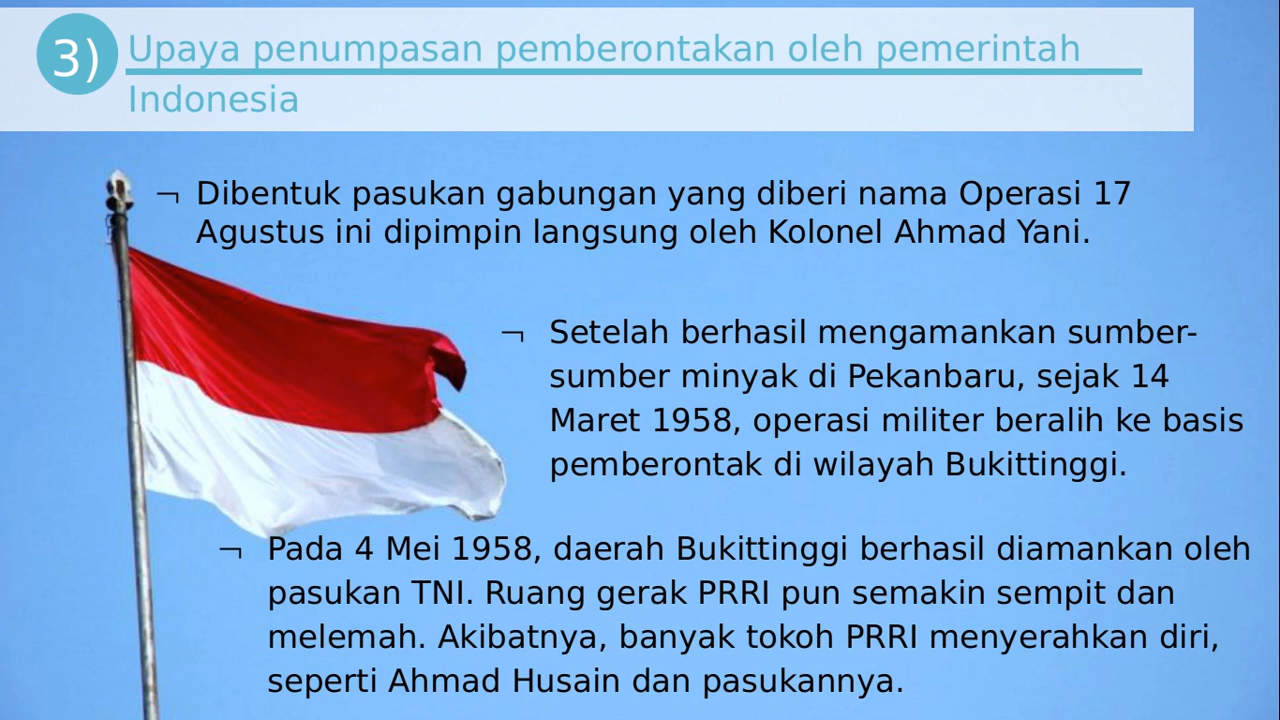 3) Upaya penumpasan pemberontakan oleh pemerintah
Indonesia
¬ Dibentuk pasukan gabungan yang diberi nama Operasi 17
Agustus ini dipimpin langsung oleh Kolonel Ahmad Yani.
¬ Setelah berhasil mengamankan sumber-
sumber minyak di Pekanbaru, sejak 14
Maret 1958, operasi militer beralih ke basis
pemberontak di wilayah Bukittinggi.
¬ Pada 4 Mei 1958, daerah Bukittinggi berhasil diamankan oleh
pasukan TNI. Ruang gerak PRRI pun semakin sempit dan
melemah. Akibatnya, banyak tokoh PRRI menyerahkan diri,
seperti Ahmad Husain dan pasukannya.